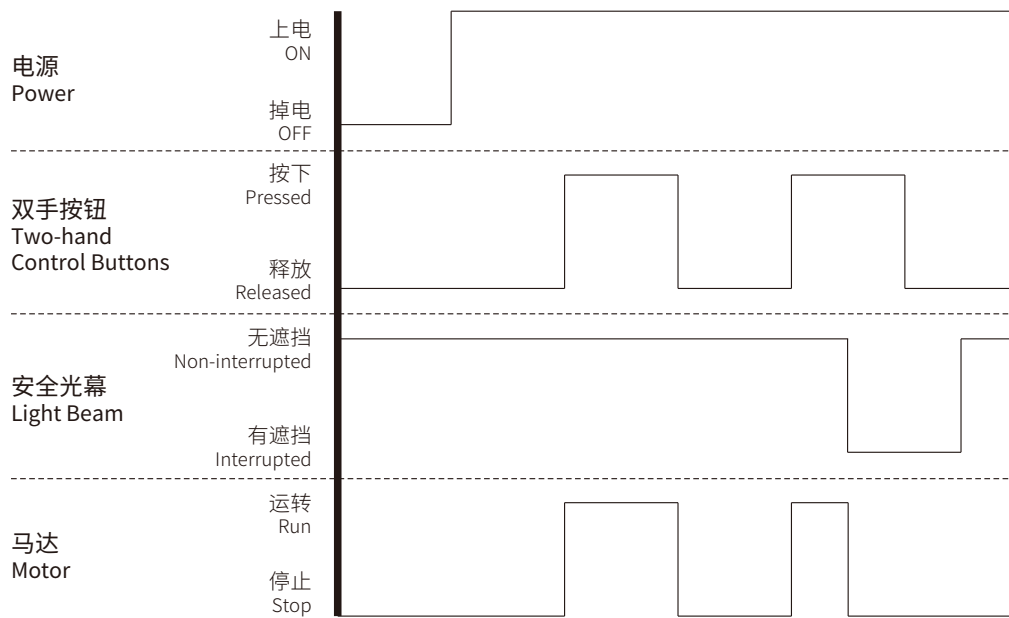 电源
Power
上电
ON
掉电
OFF
双手按钮
Two-hand
Control Buttons
按下
Pressed
释放
Released
安全光幕
Light Beam
无遮挡
Non-interrupted
有遮挡
Interrupted
马达
Motor
运转
Run
停止
Stop